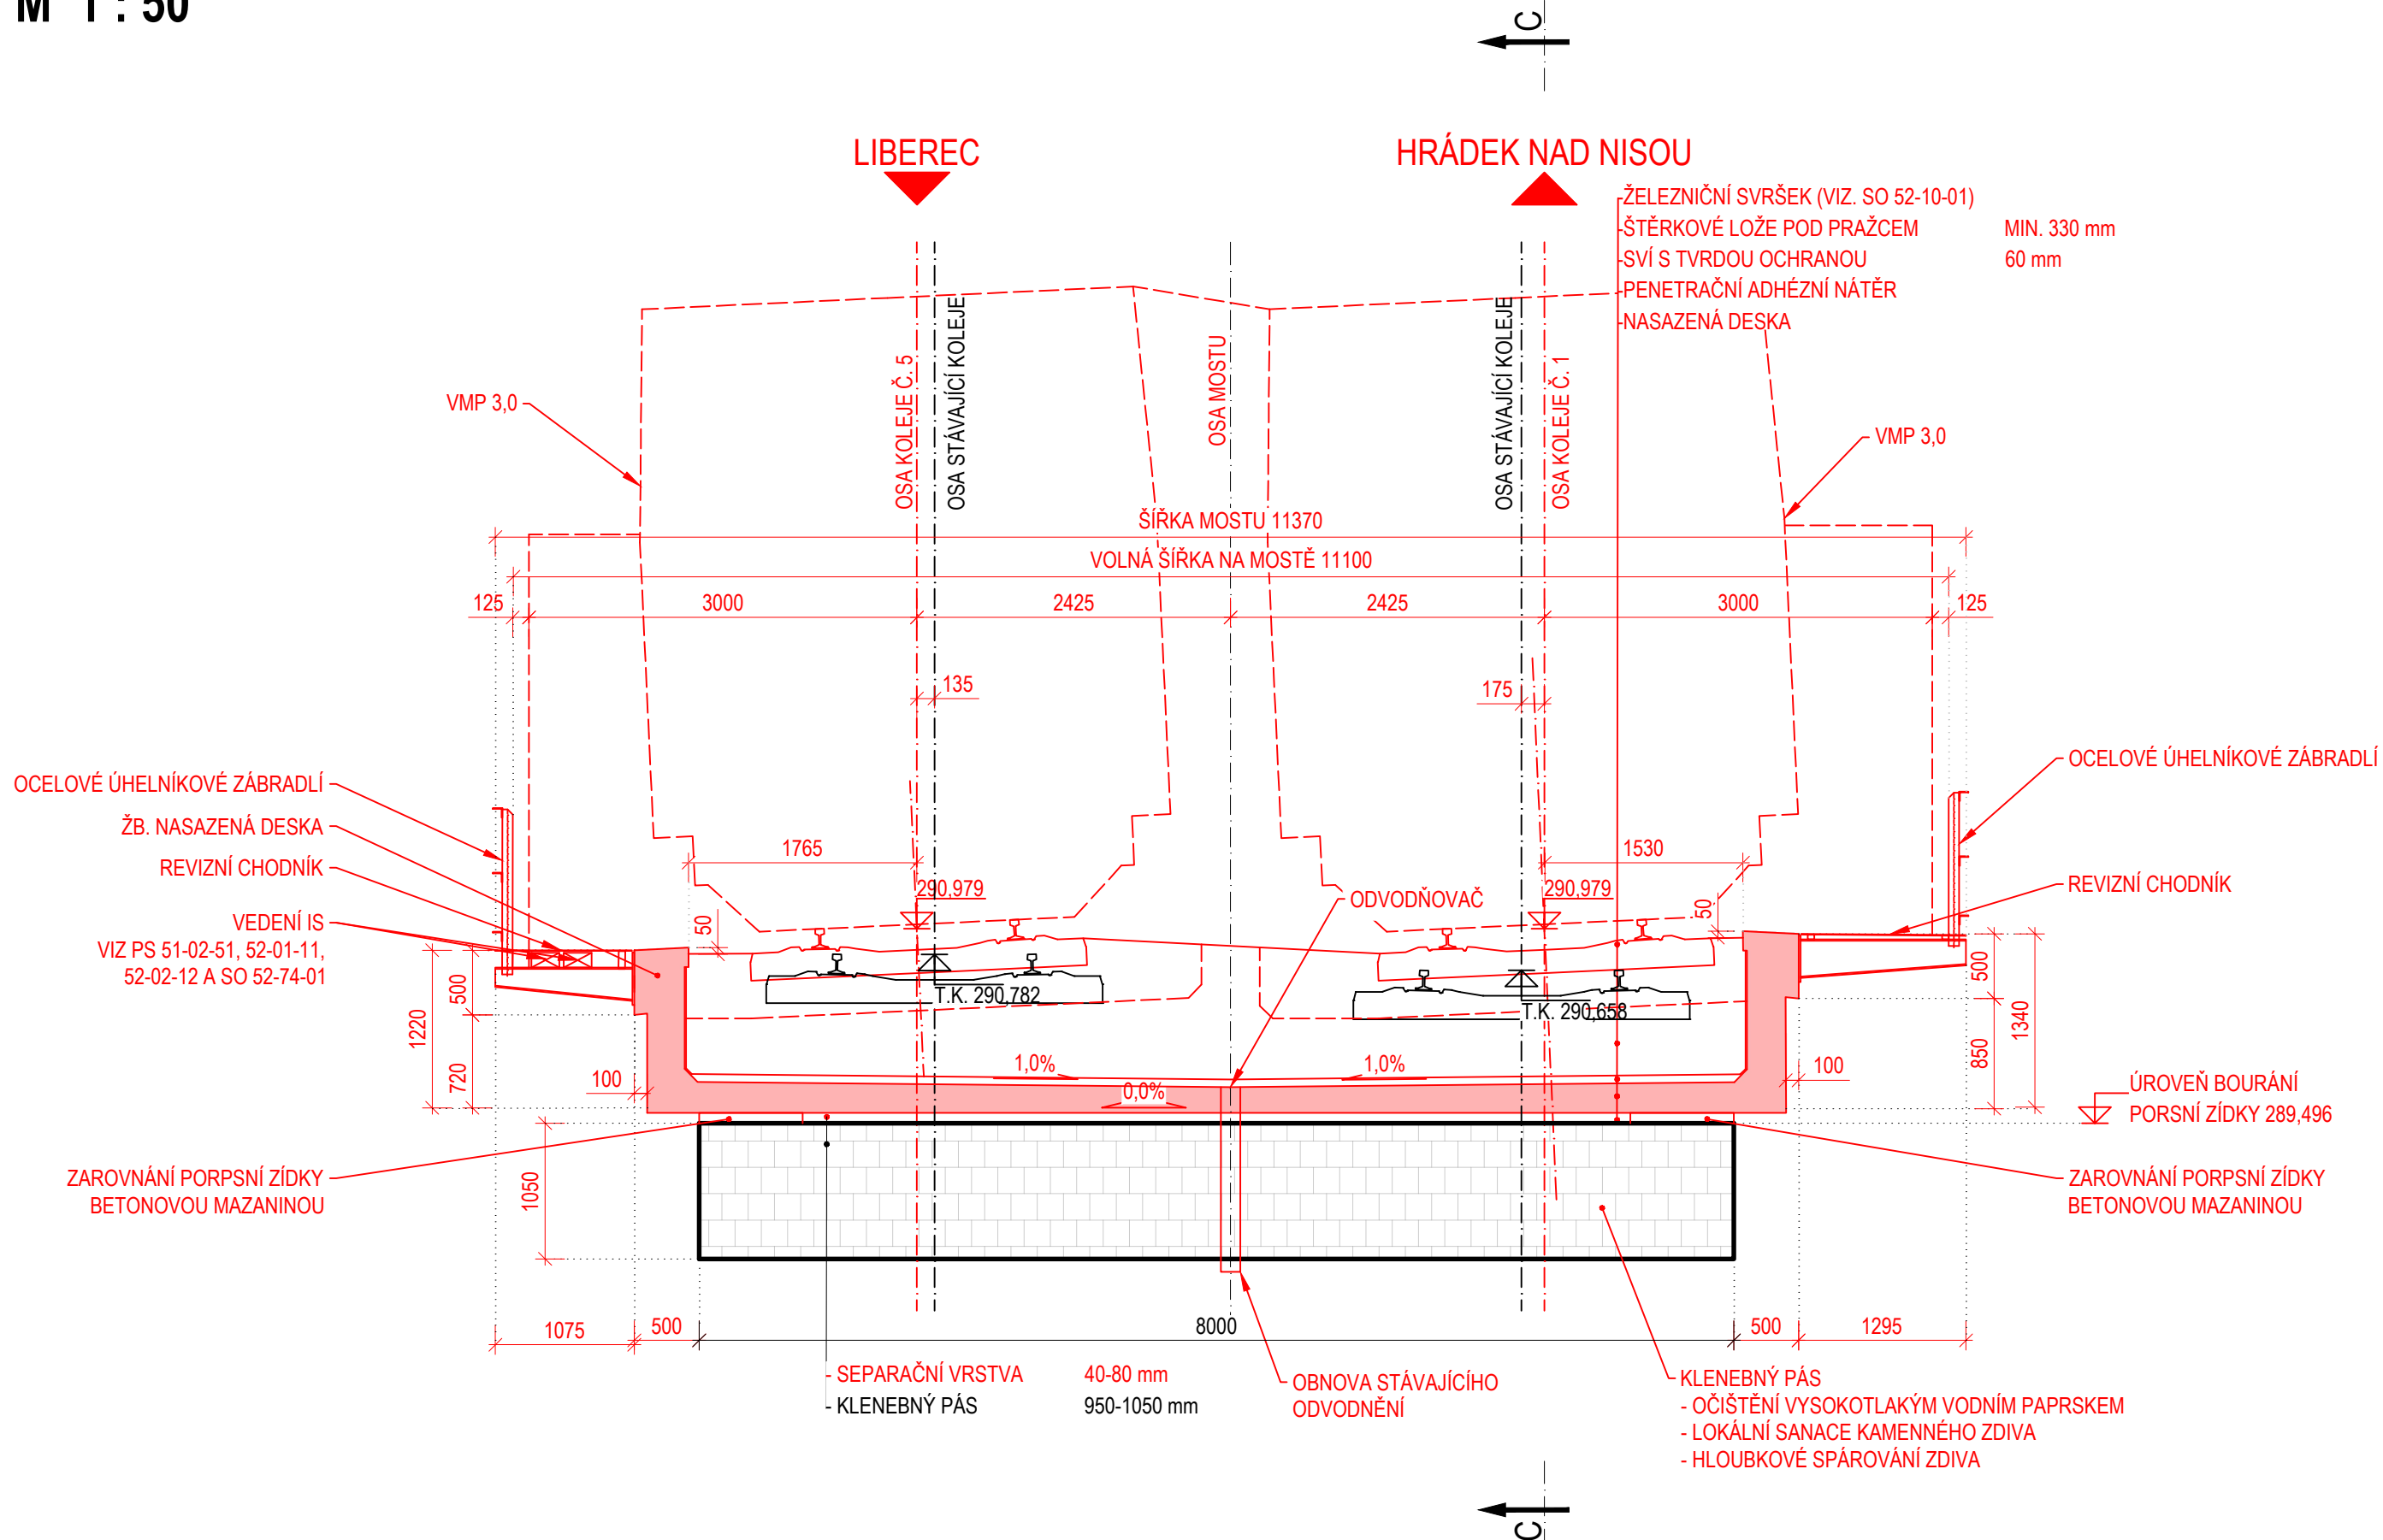 M 1 : 50
C
LIBEREC
HRÁDEK NAD NISOU
ŽELEZNIČNÍ SVRŠEK (VIZ. SO 52-10-01)
ŠTĚRKOVÉ LOŽE POD PRAŽCEM MIN. 330 mm
SVÍ S TVRDOU OCHRANOU 60 mm
PENETRAČNÍ ADHÉZNÍ NÁTĚR
NASAZENÁ DESKA
OSA KOLEJE Č. 5
OSA STÁVAJÍCÍ KOLEJE
OSA MOSTU
OSA STÁVAJÍCÍ KOLEJE
OSA KOLEJE Č. 1
VMP 3,0
VMP 3,0
ŠÍŘKA MOSTU 11370
VOLNÁ ŠÍŘKA NA MOSTĚ 11100
125 3000 2425 2425 3000 125
135
175
OCELOVÉ ÚHELNÍKOVÉ ZÁBRADLÍ
ŽB. NASAZENÁ DESKA
REVIZNÍ CHODNÍK
VEDENÍ IS
VIZ PS 51-02-51, 52-01-11,
52-02-12 A SO 52-74-01
OCELOVÉ ÚHELNÍKOVÉ ZÁBRADLÍ
REVIZNÍ CHODNÍK
1765
1530
290,979
290,979
ODVODŇOVAČ
50
50
T.K. 290,782
T.K. 290,658
1220
500
720
500
850
1340
1,0%
1,0%
0,0%
100
100
ÚROVEŇ BOURÁNÍ
PORSNÍ ZÍDKY 289,496
ZAROVNÁNÍ PORPSNÍ ZÍDKY
BETONOVOU MAZANINOU
1050
ZAROVNÁNÍ PORPSNÍ ZÍDKY
BETONOVOU MAZANINOU
1075 500 8000 500 1295
- SEPARAČNÍ VRSTVA 40-80 mm
- KLENEBNÝ PÁS 950-1050 mm
OBNOVA STÁVAJÍCÍHO
ODVODNĚNÍ
KLENEBNÝ PÁS
- OČIŠTĚNÍ VYSOKOTLAKÝM VODNÍM PAPRSKEM
- LOKÁLNÍ SANACE KAMENNÉHO ZDIVA
- HLOUBKOVÉ SPÁROVÁNÍ ZDIVA
C